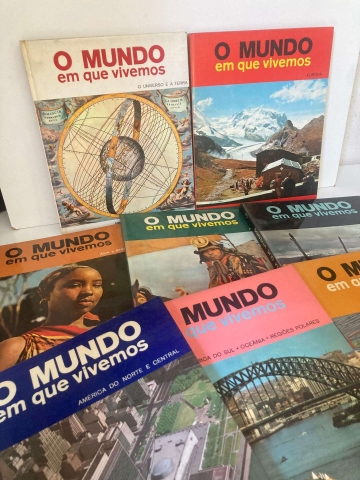 O MUNDO
em que vivemos
O UNIVERSO E A TERRA
O MUNDO
em que vivemos
EUROPA
O MUNDO
em que vivemos
O MUNDO
em que vivemos
O MUNDO
em que vivemos
O MUNDO
em que vivemos
AMÉRICA DO NORTE E CENTRAL
MUNDO
que vivemos
DO SUL • OCEÂNIA • REGIÕES POLARES
O M
em